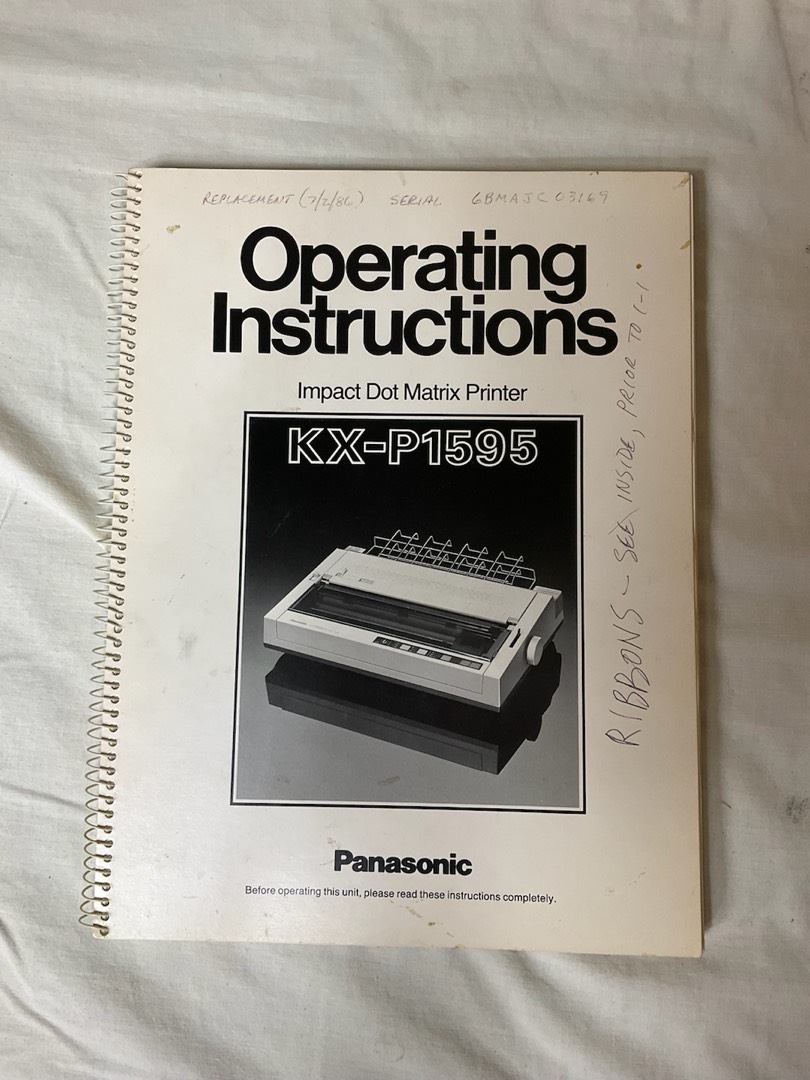 REPLACEMENT (7/2/86) SERIAL 6BMAJC03169
Operating
Instructions
Impact Dot Matrix Printer
KX-P1595
RIBBONS - SEE INSIDE, PRIOR TO 1-1
Panasonic
Before operating this unit, please read these instructions completely.